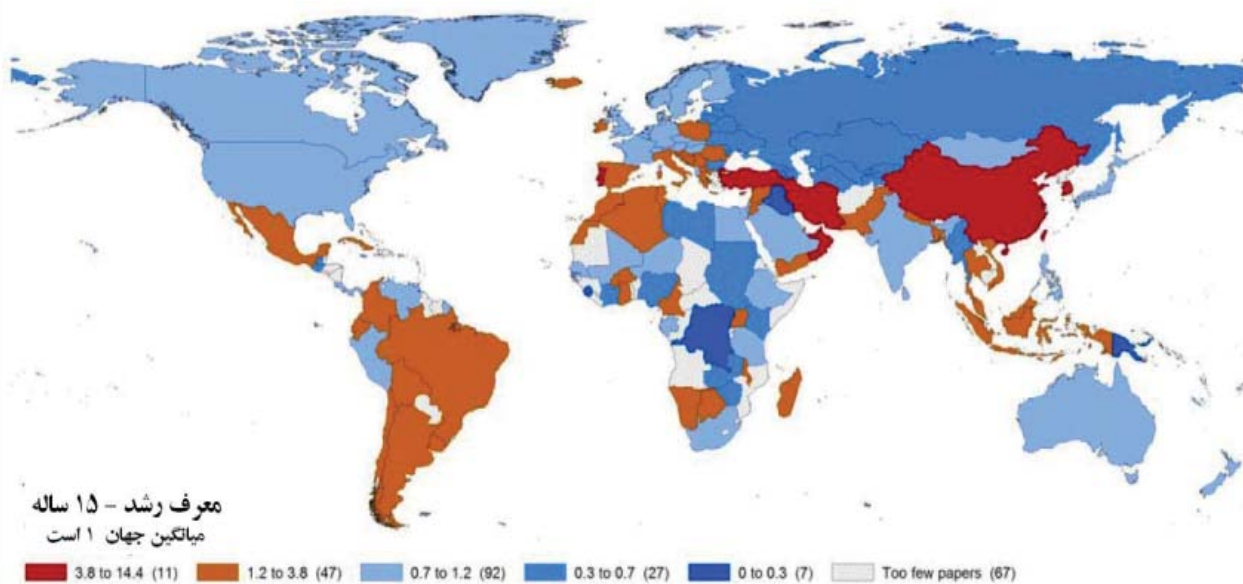 معرف رشد - ۱۵ ساله
میانگین جهان ۱ است
3.8 to 14.4 (11)
1.2 to 3.8 (47)
0.7 to 1.2 (92)
0.3 to 0.7 (27)
0 to 0.3 (7)
Too few papers (67)